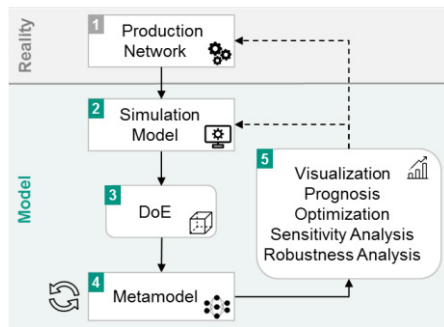 Reality
1
Production
Network
Model
2
Simulation
Model
3
DoE
4
Metamodel
5
Visualization
Prognosis
Optimization
Sensitivity Analysis
Robustness Analysis